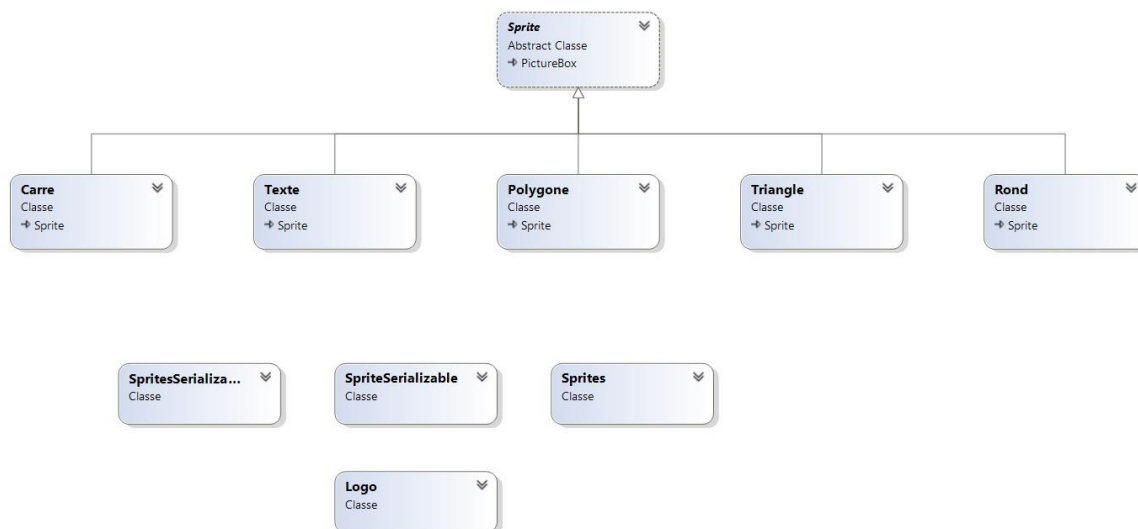 Sprite
Abstract Classe
PictureBox
Carre
Classe
Sprite
Texte
Classe
Sprite
Polygone
Classe
Sprite
Triangle
Classe
Sprite
Rond
Classe
Sprite
SpritesSerializa...
Classe
SpriteSerializable
Classe
Sprites
Classe
Logo
Classe